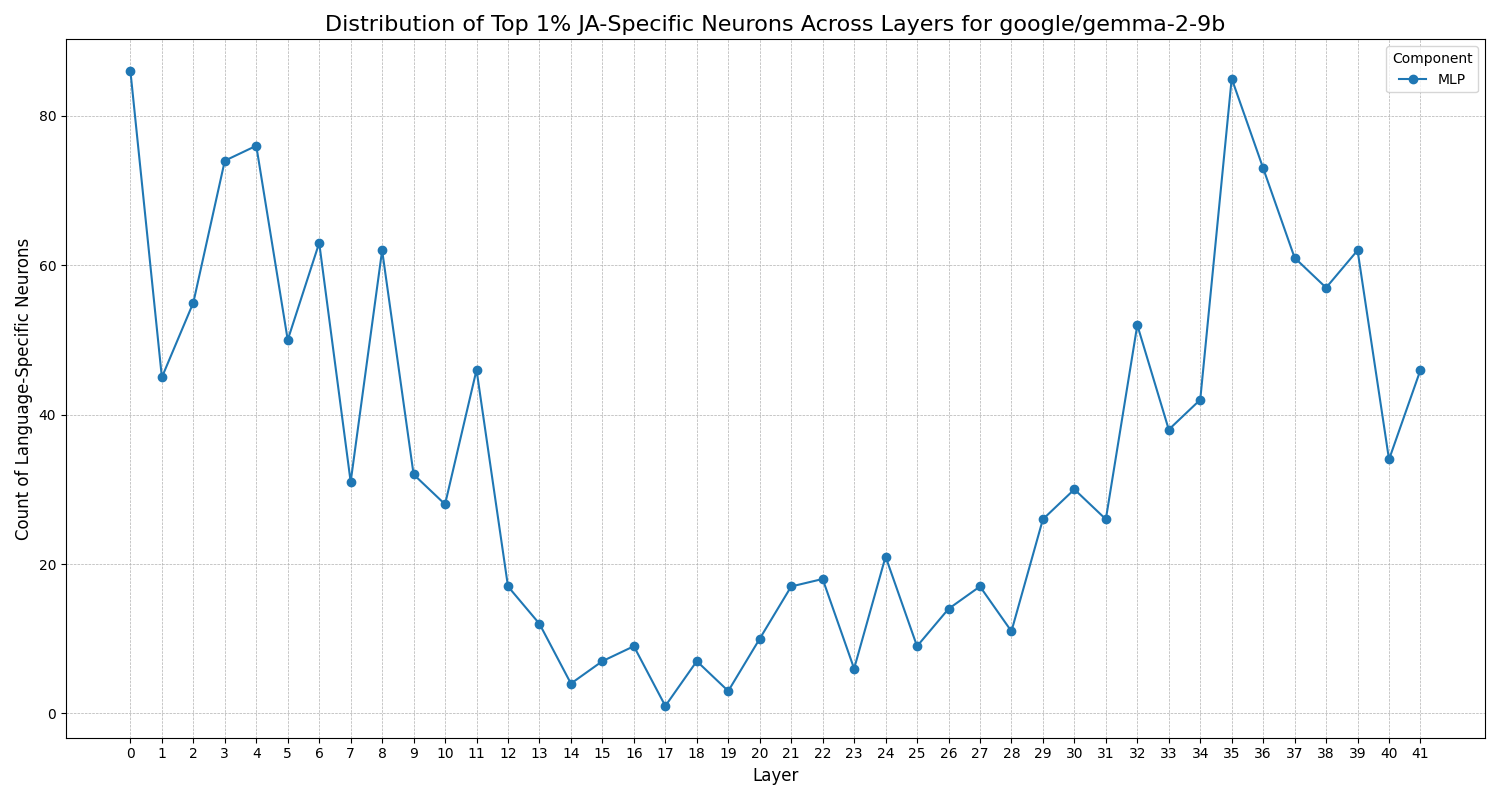 Distribution of Top 1% JA-Specific Neurons Across Layers for google/gemma-2-9b
Component
MLP
Count of Language-Specific Neurons
80
60
40
20
0
0 1 2 3 4 5 6 7 8 9 10 11 12 13 14 15 16 17 18 19 20 21 22 23 24 25 26 27 28 29 30 31 32 33 34 35 36 37 38 39 40 41
Layer